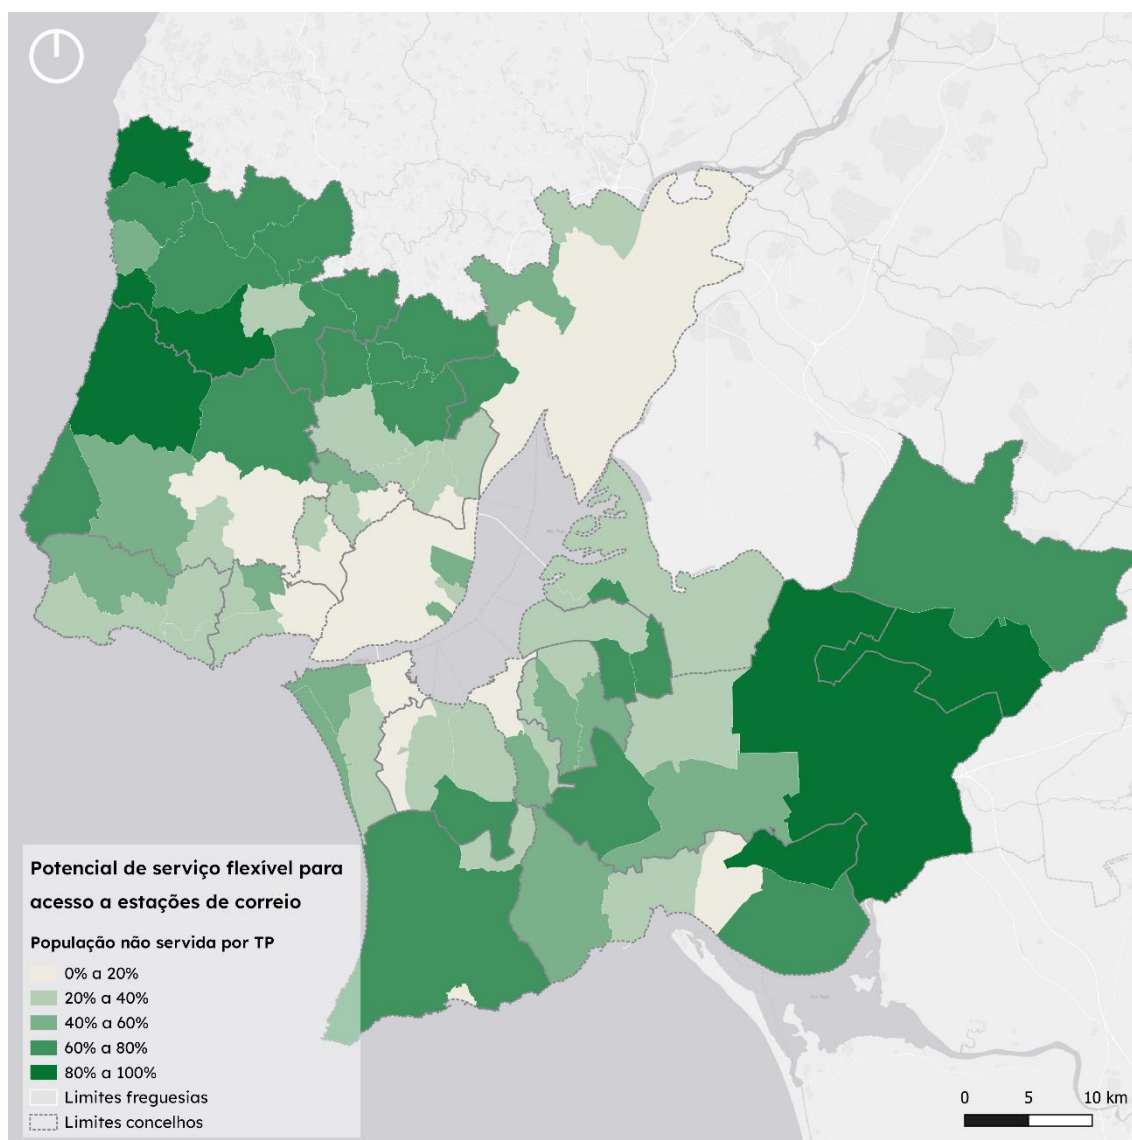 Potencial de serviço flexível para
acesso a estações de correio
População não servida por TP
0% a 20%
20% a 40%
40% a 60%
60% a 80%
80% a 100%
Limites freguesias
Limites concelhos
0 5 10 km